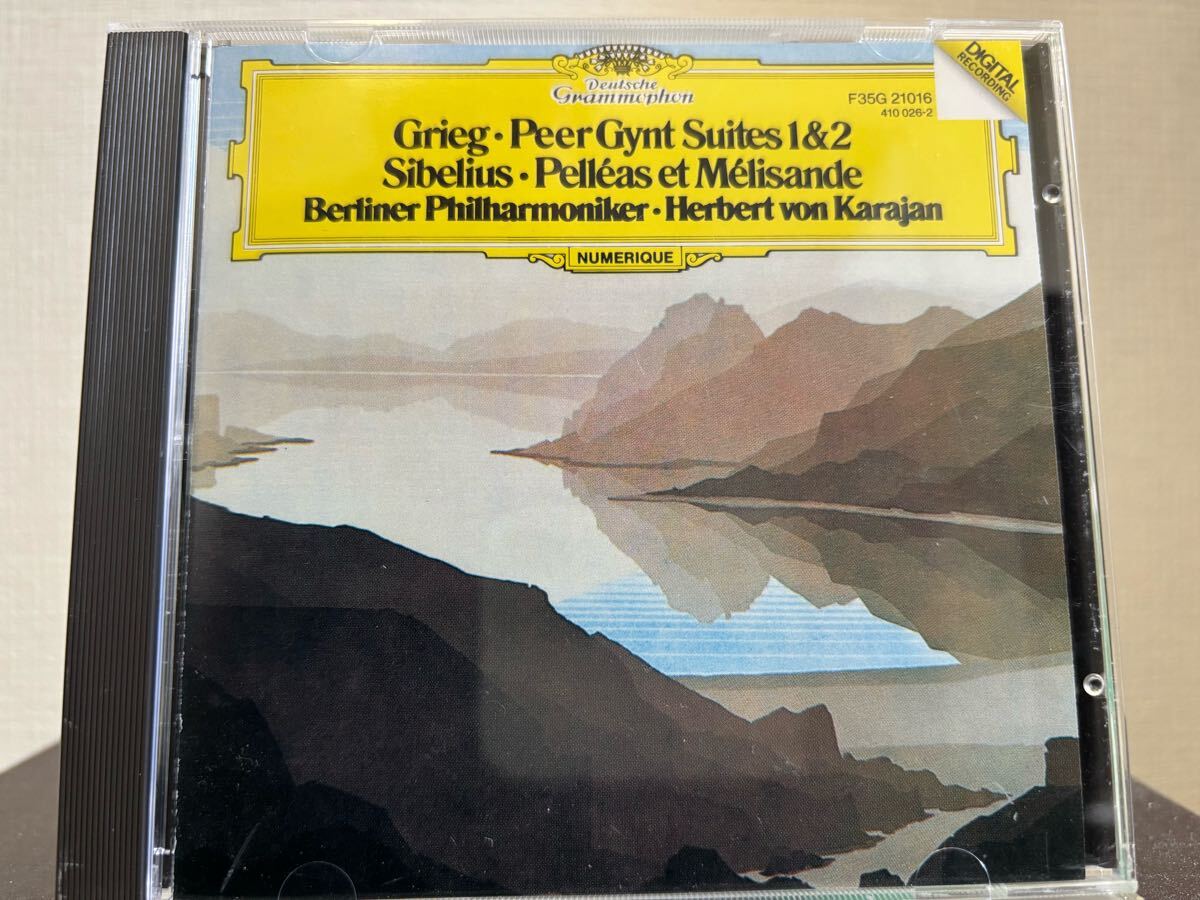 Deutsche
Grammophon
DIGITAL
RECORDING
F35G 21016
410 026-2
Grieg · Peer Gynt Suites 1&2
Sibelius · Pelléas et Mélisande
Berliner Philharmoniker · Herbert von Karajan
NUMERIQUE